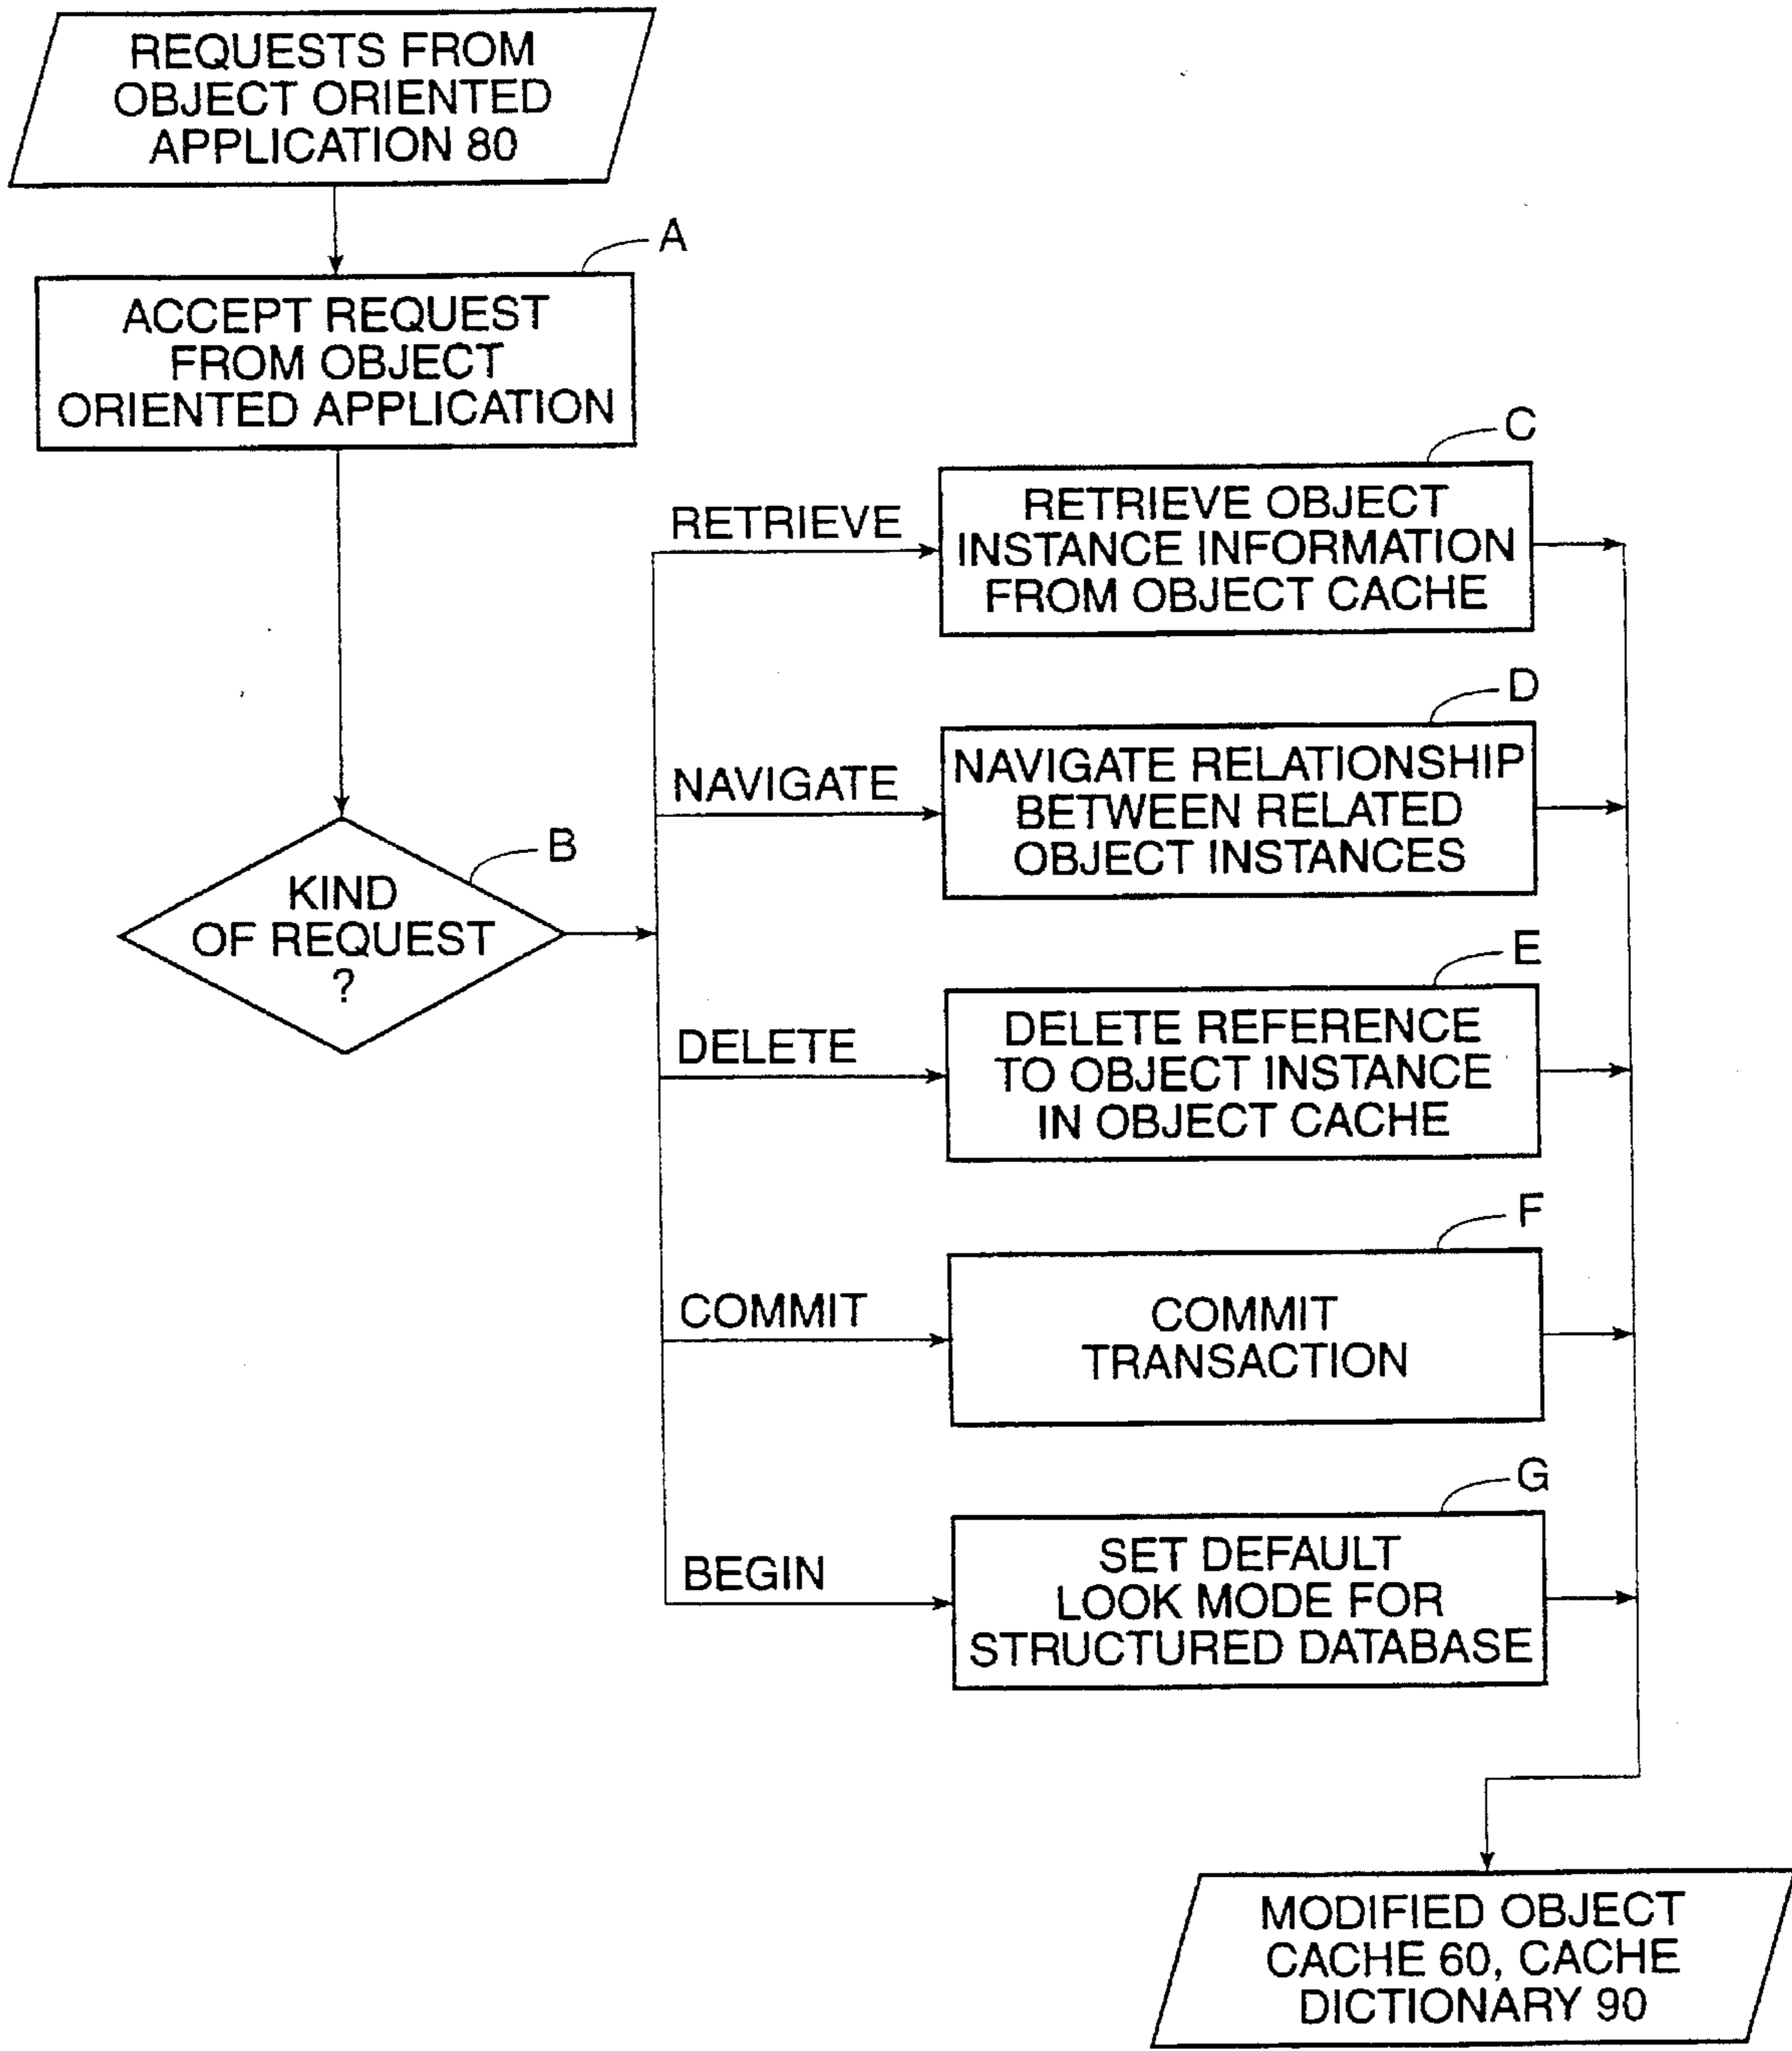 REQUESTS FROM
OBJECT ORIENTED
APPLICATION 80
A
ACCEPT REQUEST
FROM OBJECT
ORIENTED APPLICATION
B
KIND
OF REQUEST
?
RETRIEVE
C
RETRIEVE OBJECT
INSTANCE INFORMATION
FROM OBJECT CACHE
NAVIGATE
D
NAVIGATE RELATIONSHIP
BETWEEN RELATED
OBJECT INSTANCES
DELETE
E
DELETE REFERENCE
TO OBJECT INSTANCE
IN OBJECT CACHE
COMMIT
F
COMMIT
TRANSACTION
BEGIN
G
SET DEFAULT
LOOK MODE FOR
STRUCTURED DATABASE
MODIFIED OBJECT
CACHE 60, CACHE
DICTIONARY 90